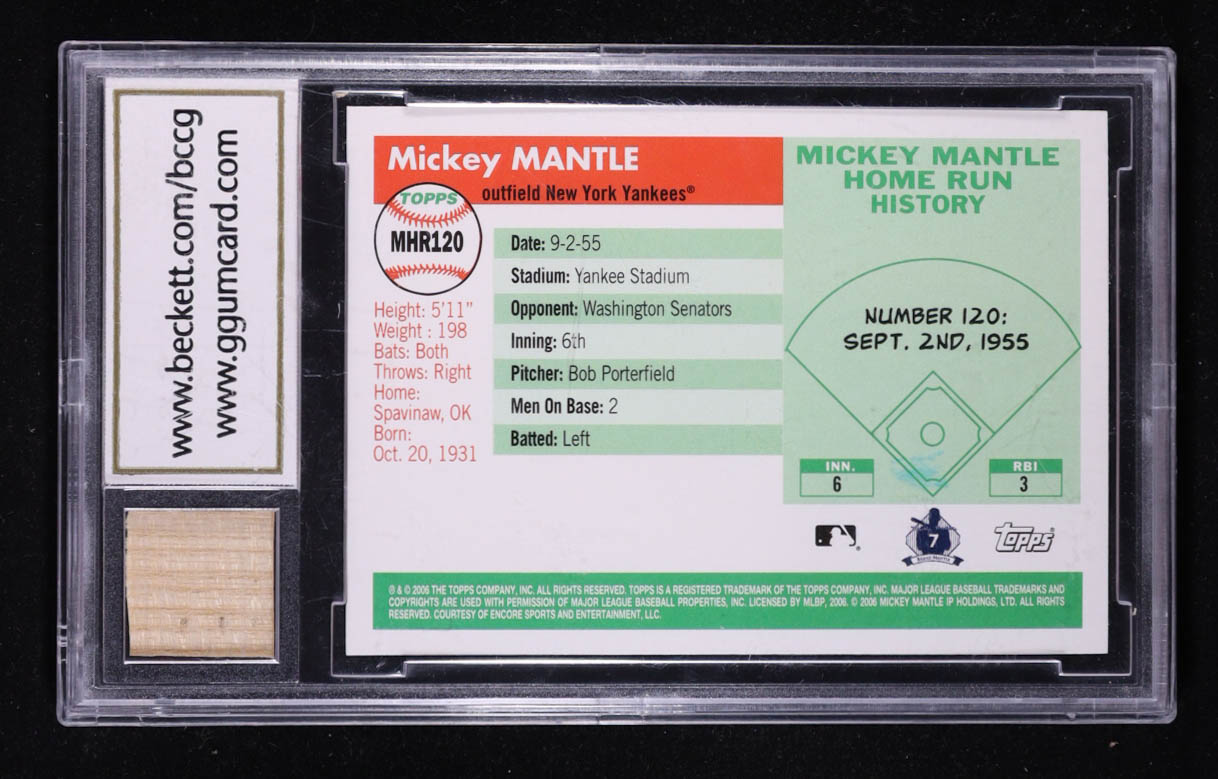 www.beckett.com/bccg
www.ggumcard.com
Mickey MANTLE
outfield New York Yankees®
TOPPS
MHR120
Height: 5'11"
Weight : 198
Bats: Both
Throws: Right
Home:
Spavinaw, OK
Born:
Oct. 20, 1931
Date: 9-2-55
Stadium: Yankee Stadium
Opponent: Washington Senators
Inning: 6th
Pitcher: Bob Porterfield
Men On Base: 2
Batted: Left
MICKEY MANTLE
HOME RUN
HISTORY
NUMBER 120:
SEPT. 2ND, 1955
INN.
6
RBI
3
7
topps
® & © 2006 THE TOPPS COMPANY, INC. ALL RIGHTS RESERVED. TOPPS IS A REGISTERED TRADEMARK OF THE TOPPS COMPANY, INC. MAJOR LEAGUE BASEBALL TRADEMARKS AND
COPYRIGHTS ARE USED WITH PERMISSION OF MAJOR LEAGUE BASEBALL PROPERTIES, INC. LICENSED BY MLBP, 2006. © 2006 MICKEY MANTLE IP HOLDINGS, LTD. ALL RIGHTS
RESERVED. COURTESY OF ENCORE SPORTS AND ENTERTAINMENT, LLC.